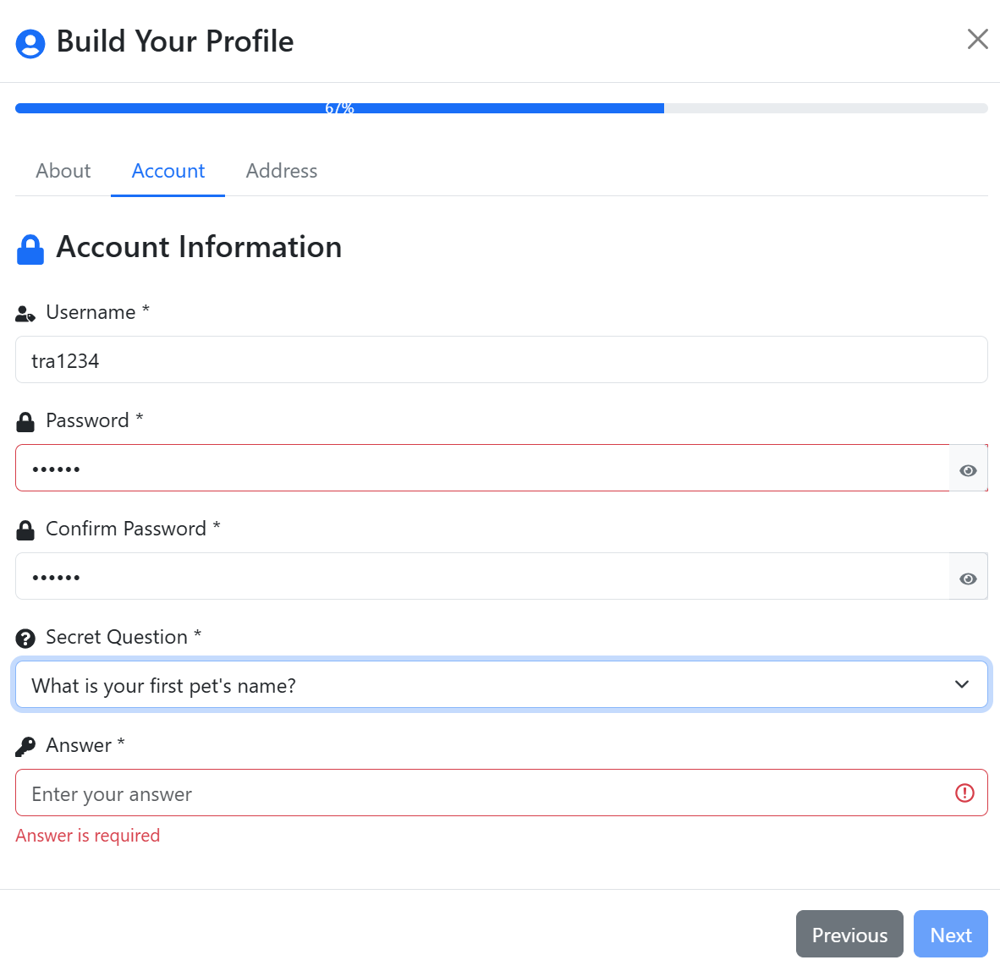 Build Your Profile
67%
About Account Address
Account Information
Username *
tra1234
Password *
••••••
Confirm Password *
••••••
Secret Question *
What is your first pet's name?
Answer *
Enter your answer
Answer is required
Previous Next